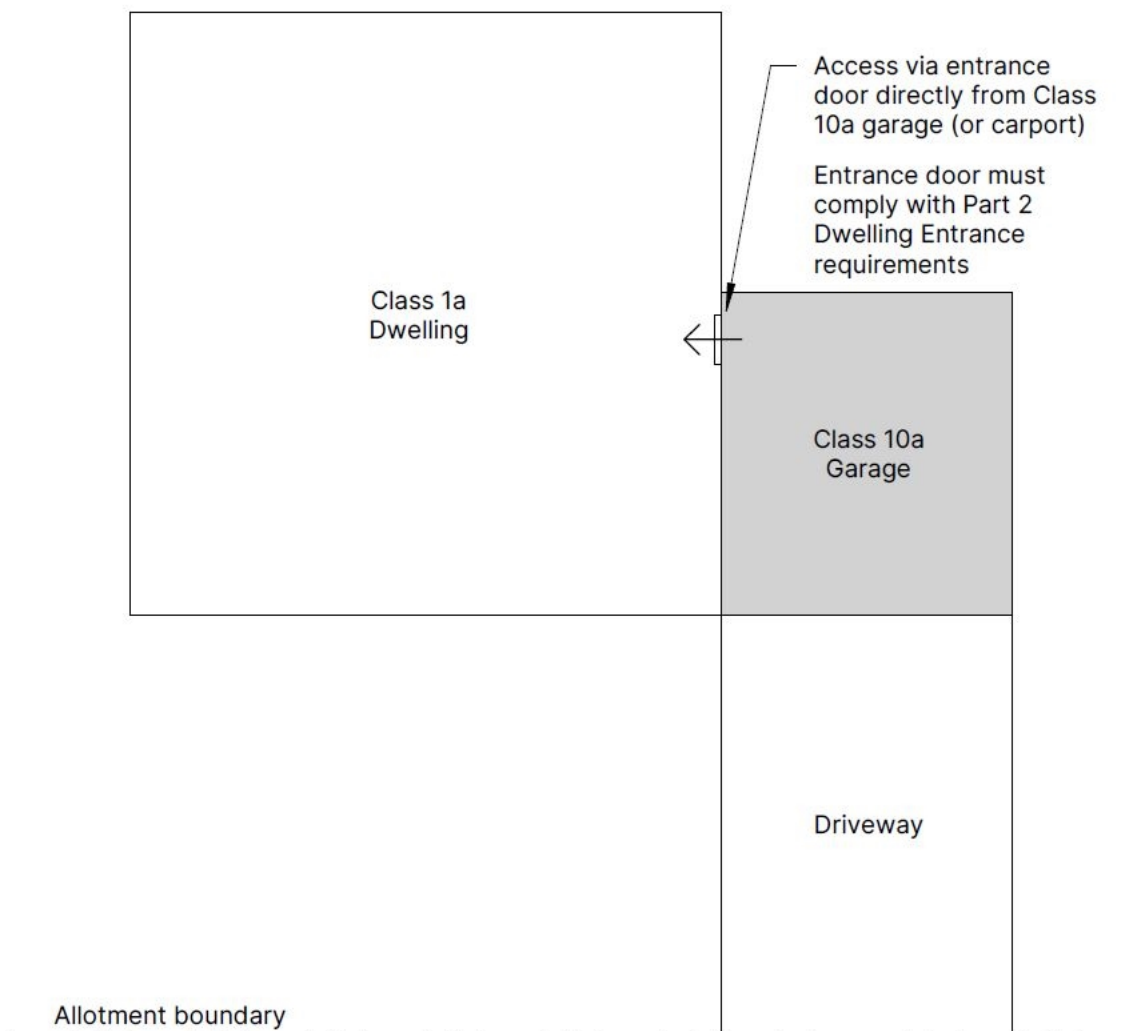 Access via entrance
door directly from Class
10a garage (or carport)
Entrance door must
comply with Part 2
Dwelling Entrance
requirements
Class 1a
Dwelling
Class 10a
Garage
Driveway
Allotment boundary